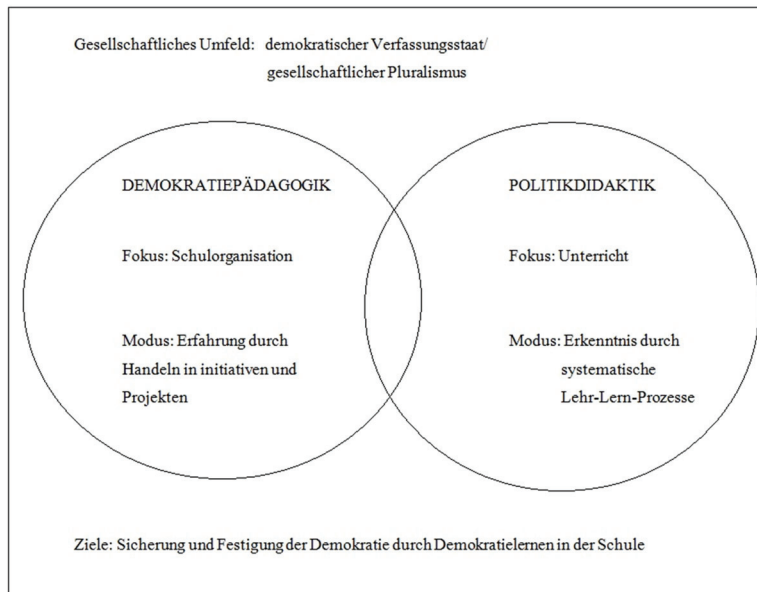 Gesellschaftliches Umfeld: demokratischer Verfassungsstaat/
gesellschaftlicher Pluralismus
DEMOKRATIEPÄDAGOGIK
Fokus: Schulorganisation
Modus: Erfahrung durch
Handeln in initiativen und
Projekten
POLITIKDIDAKTIK
Fokus: Unterricht
Modus: Erkenntnis durch
systematische
Lehr-Lern-Prozesse
Ziele: Sicherung und Festigung der Demokratie durch Demokratielernen in der Schule